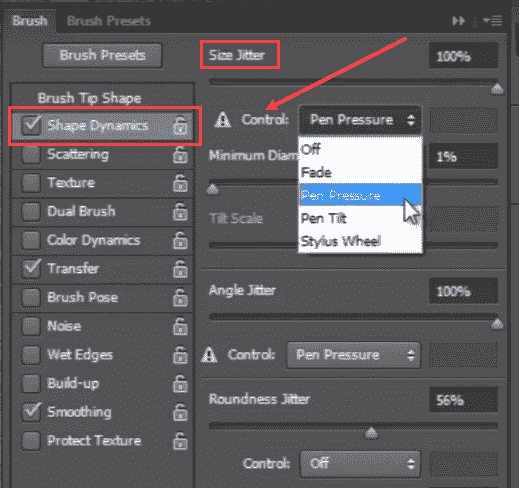 Brush
Brush Presets
Brush Presets
Brush Tip Shape
Shape Dynamics
Scattering
Texture
Dual Brush
Color Dynamics
Transfer
Brush Pose
Noise
Wet Edges
Build-up
Smoothing
Protect Texture
Size Jitter 100%
Control: Pen Pressure
Off
Fade
Pen Pressure
Pen Tilt
Stylus Wheel
Minimum Diam 1%
Tilt Scale
Angle Jitter 100%
Control: Pen Pressure
Roundness Jitter 56%
Control: Off